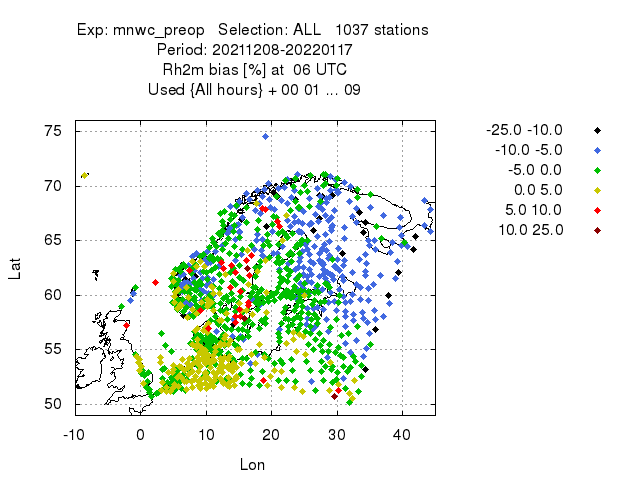 Exp: mnwc_preop Selection: ALL 1037 stations
Period: 20211208-20220117
Rh2m bias [%] at 06 UTC
Used {All hours} + 00 01 ... 09
-25.0 -10.0
-10.0 -5.0
-5.0 0.0
0.0 5.0
5.0 10.0
10.0 25.0
75
70
65
60
55
50
Lat
-10 0 10 20 30 40
Lon